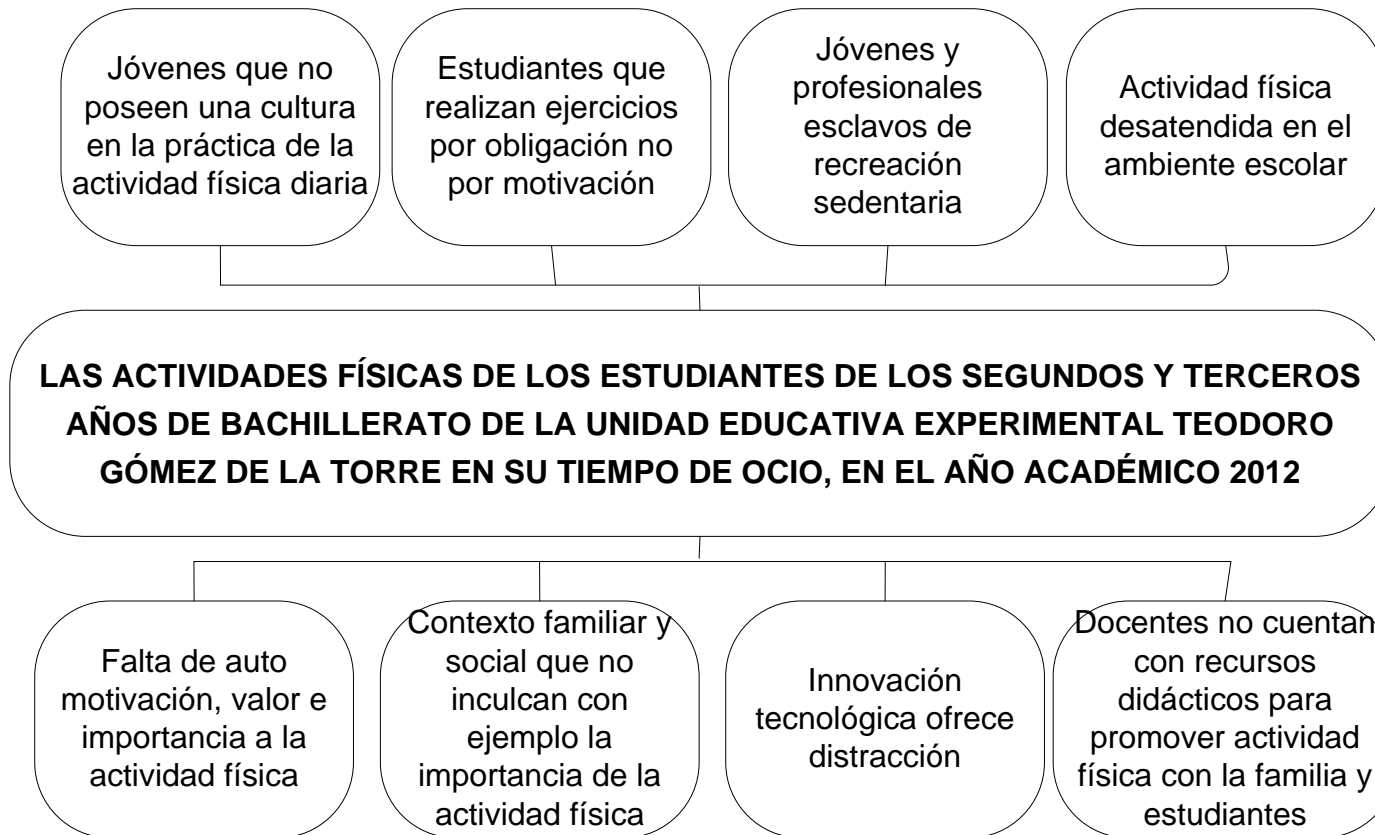 Jóvenes que no
poseen una cultura
en la práctica de la
actividad física diaria
Estudiantes que
realizan ejercicios
por obligación no
por motivación
Jóvenes y
profesionales
esclavos de
recreación
sedentaria
Actividad física
desatendida en el
ambiente escolar
LAS ACTIVIDADES FÍSICAS DE LOS ESTUDIANTES DE LOS SEGUNDOS Y TERCEROS
AÑOS DE BACHILLERATO DE LA UNIDAD EDUCATIVA EXPERIMENTAL TEODORO
GÓMEZ DE LA TORRE EN SU TIEMPO DE OCIO, EN EL AÑO ACADÉMICO 2012
Falta de auto
motivación, valor e
importancia a la
actividad física
Contexto familiar y
social que no
inculcan con
ejemplo la
importancia de la
actividad física
Innovación
tecnológica ofrece
distracción
Docentes no cuentan
con recursos
didácticos para
promover actividad
física con la familia y
estudiantes